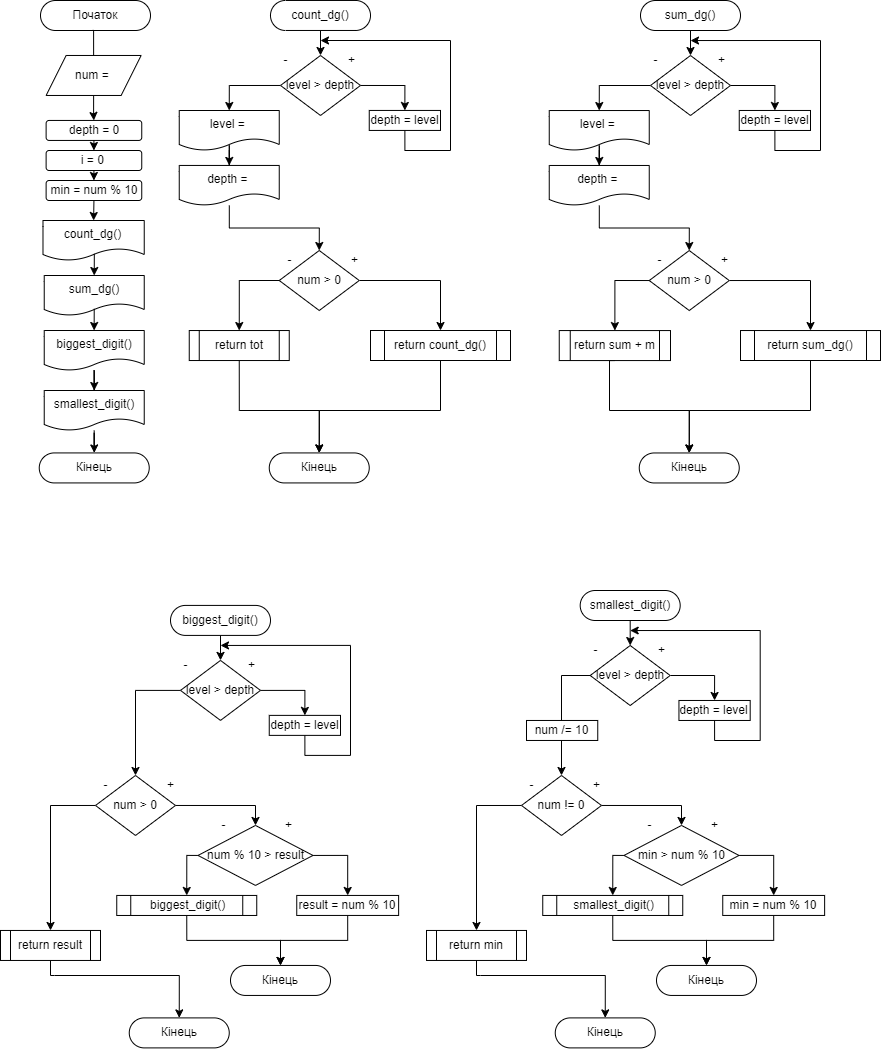 Початок
num =
depth = 0
i = 0
min = num % 10
count_dg()
sum_dg()
biggest_digit()
smallest_digit()
Кінець
count_dg()
- +
level > depth
depth = level
level =
depth =
- +
num > 0
return tot
return count_dg()
Кінець
sum_dg()
- +
level > depth
depth = level
level =
depth =
- +
num > 0
return sum + m
return sum_dg()
Кінець
biggest_digit()
- +
level > depth
depth = level
- +
num > 0
- +
num % 10 > result
biggest_digit()
result = num % 10
return result
Кінець
Кінець
smallest_digit()
- +
level > depth
depth = level
num /= 10
- +
num != 0
- +
min > num % 10
smallest_digit()
min = num % 10
return min
Кінець
Кінець